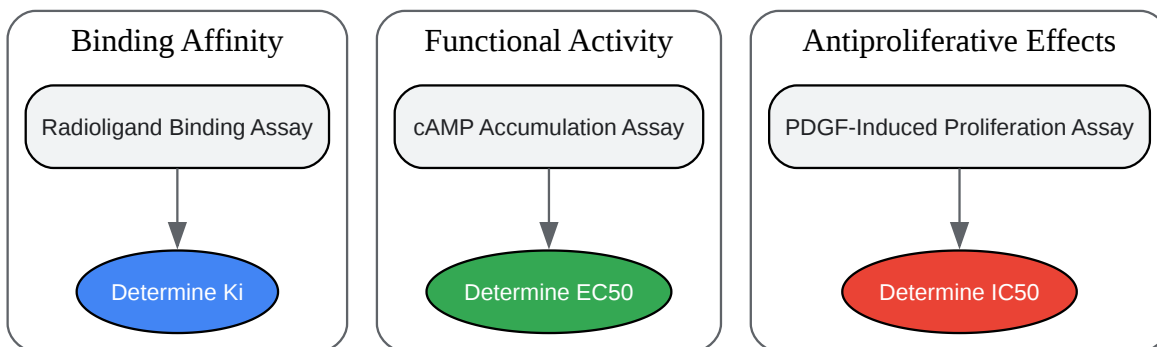 Binding Affinity
Radioligand Binding Assay
Determine Ki
Functional Activity
cAMP Accumulation Assay
Determine EC50
Antiproliferative Effects
PDGF-Induced Proliferation Assay
Determine IC50